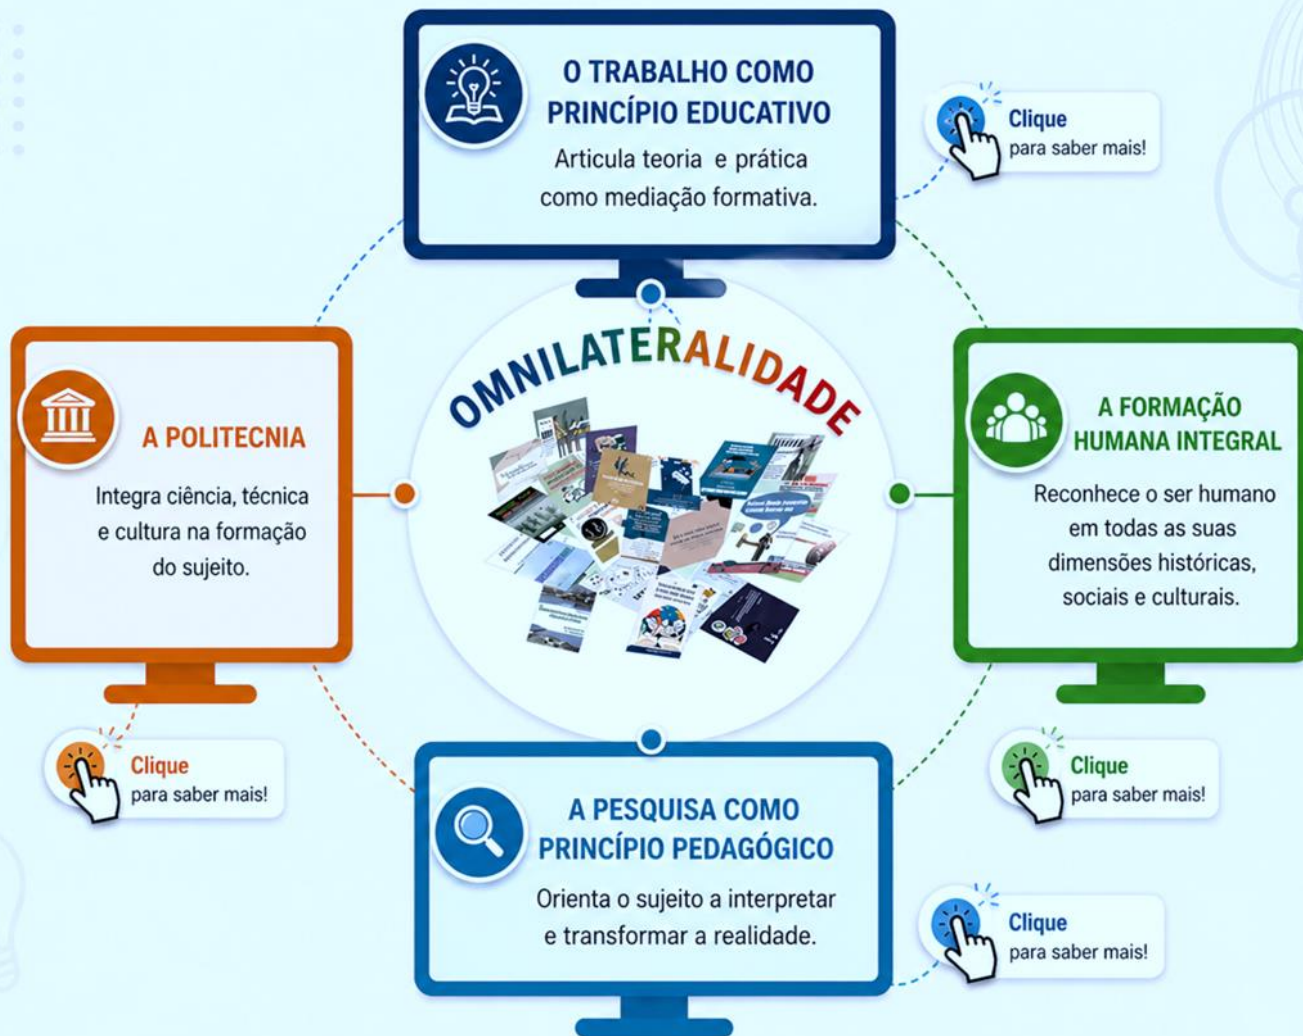 O TRABALHO COMO
PRINCÍPIO EDUCATIVO
Articula teoria e prática
como mediação formativa.
Clique
para saber mais!
OMNILATERALIDADE
A POLITECNIA
Integra ciência, técnica
e cultura na formação
do sujeito.
Clique
para saber mais!
A FORMAÇÃO
HUMANA INTEGRAL
Reconhece o ser humano
em todas as suas
dimensões históricas,
sociais e culturais.
Clique
para saber mais!
A PESQUISA COMO
PRINCÍPIO PEDAGÓGICO
Orienta o sujeito a interpretar
e transformar a realidade.
Clique
para saber mais!